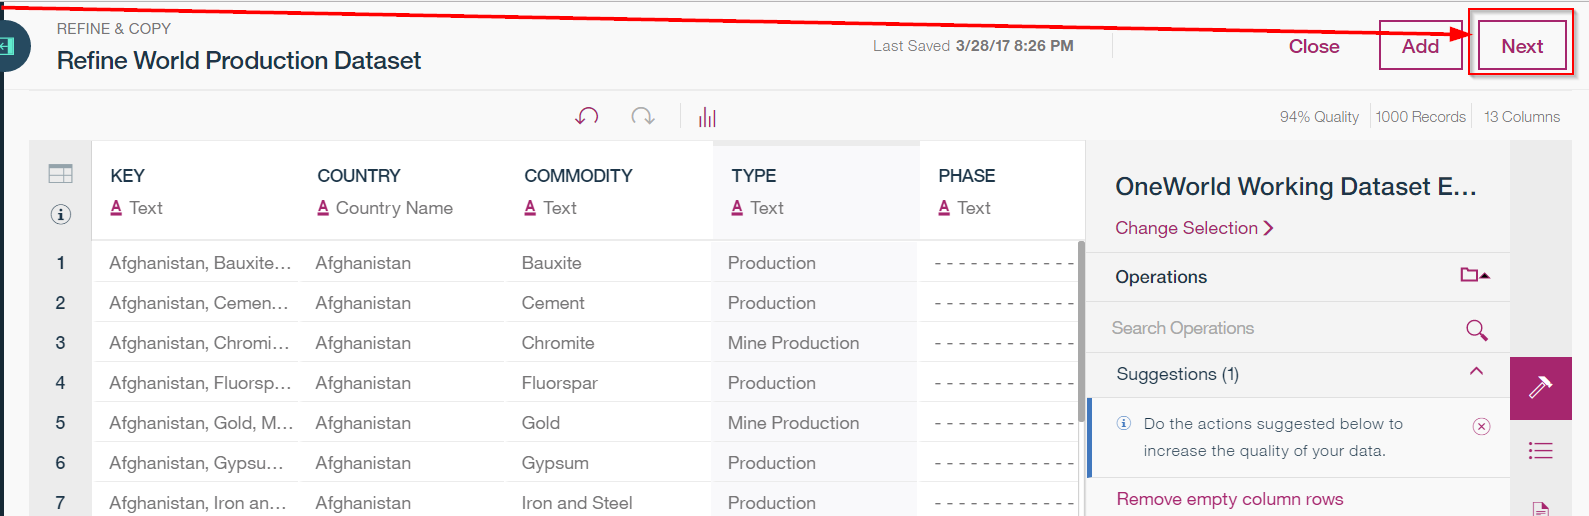 REFINE & COPY
Refine World Production Dataset
Last Saved 3/28/17 8:26 PM
Close
Add
Next
94% Quality
1000 Records
13 Columns
KEY COUNTRY COMMODITY TYPE PHASE
A Text A Country Name A Text A Text A Text
1 Afghanistan, Bauxite... Afghanistan Bauxite Production - - - - - - - - - - - -
2 Afghanistan, Cemen... Afghanistan Cement Production - - - - - - - - - - - -
3 Afghanistan, Chromi... Afghanistan Chromite Mine Production - - - - - - - - - - - -
4 Afghanistan, Fluorsp... Afghanistan Fluorspar Production - - - - - - - - - - - -
5 Afghanistan, Gold, M... Afghanistan Gold Mine Production - - - - - - - - - - - -
6 Afghanistan, Gypsu... Afghanistan Gypsum Production - - - - - - - - - - - -
7 Afghanistan, Iron an... Afghanistan Iron and Steel Production - - - - - - - - - - - -
OneWorld Working Dataset E...
Change Selection
Operations
Search Operations
Suggestions (1)
Do the actions suggested below to
increase the quality of your data.
Remove empty column rows